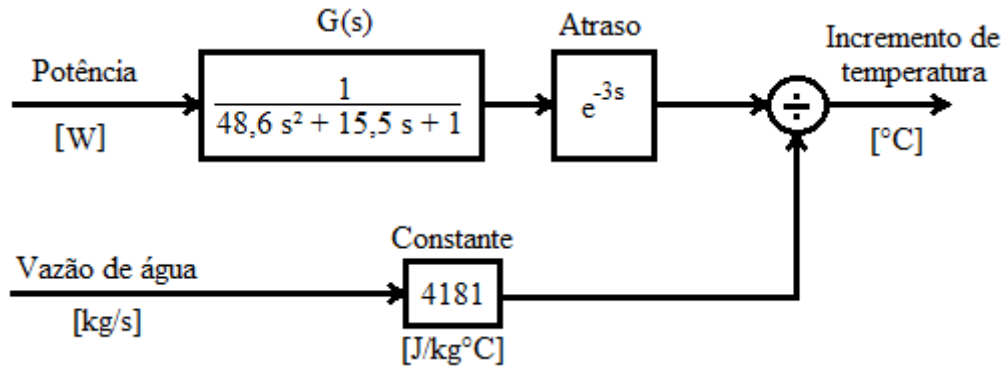 G(s)
Atraso
Incremento de
temperatura
Potência
[W]
1
48,6 s² + 15,5 s + 1
e⁻³ˢ
÷
[°C]
Constante
Vazão de água
[kg/s]
4181
[J/kg°C]